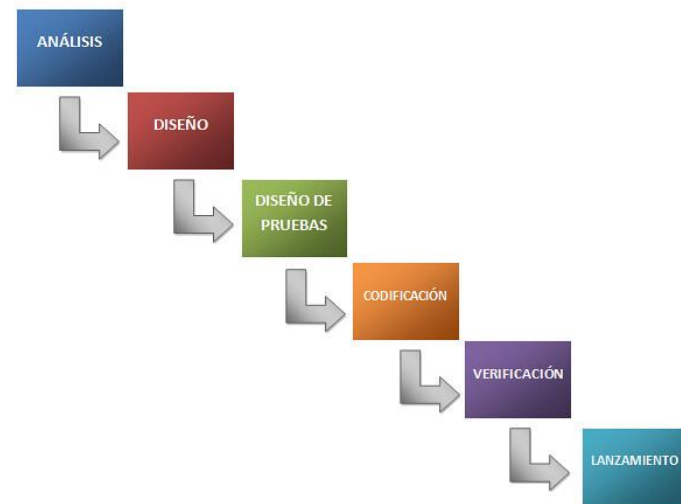 ANÁLISIS
DISEÑO
DISEÑO DE
PRUEBAS
CODIFICACIÓN
VERIFICACIÓN
LANZAMIENTO